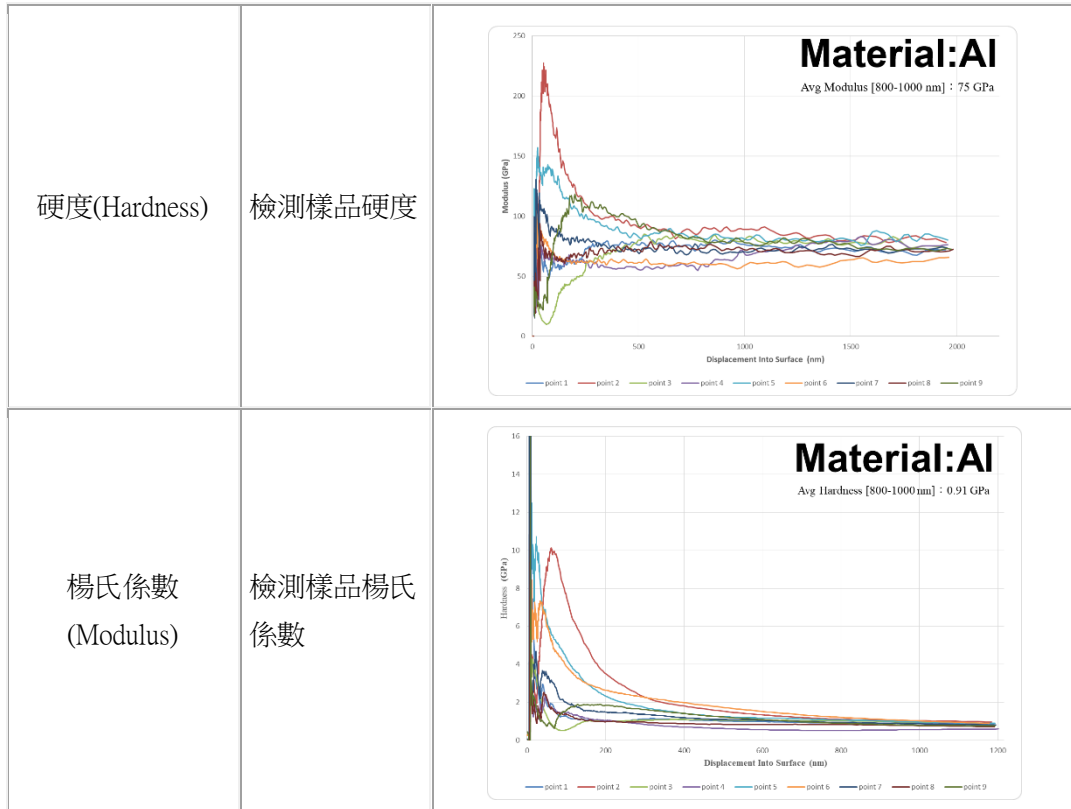 硬度(Hardness)
檢測樣品硬度
Material:Al
Avg Modulus [800-1000 nm]：75 GPa
Modulus (GPa)
250
200
150
100
50
0
0 500 1000 1500 2000
Displacement Into Surface (nm)
point 1 point 2 point 3 point 4 point 5 point 6 point 7 point 8 point 9
楊氏係數
(Modulus)
檢測樣品楊氏
係數
Material:Al
Avg Hardness [800-1000 nm]：0.91 GPa
Hardness (GPa)
16
14
12
10
8
6
4
2
0
0 200 400 600 800 1000 1200
Displacement Into Surface (nm)
point 1 point 2 point 3 point 4 point 5 point 6 point 7 point 8 point 9